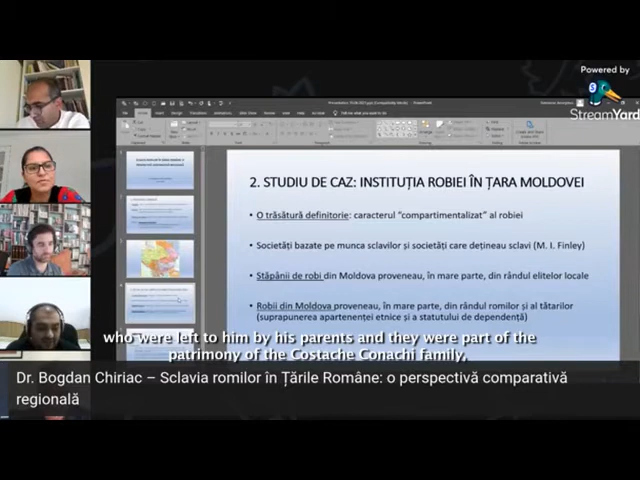 Powered by
StreamYard
2. STUDIU DE CAZ: INSTITUȚIA ROBIEI ÎN ȚARA MOLDOVEI
• O trăsătură definitorie: caracterul "compartimentalizat" al robiei
• Societăți bazate pe munca sclavilor și societăți care dețineau sclavi (M. I. Finley)
• Stăpânii de robi din Moldova proveneau, în mare parte, din rândul elitelor locale
• Robii din Moldova proveneau, în mare parte, din rândul romilor și al tătarilor
(suprapunerea apartenenței etnice și a statutului de dependență)
who were left to him by his parents and they were part of the
patrimony of the Costache Conachi family,
Dr. Bogdan Chiriac – Sclavia romilor în Țările Române: o perspectivă comparativă
regională